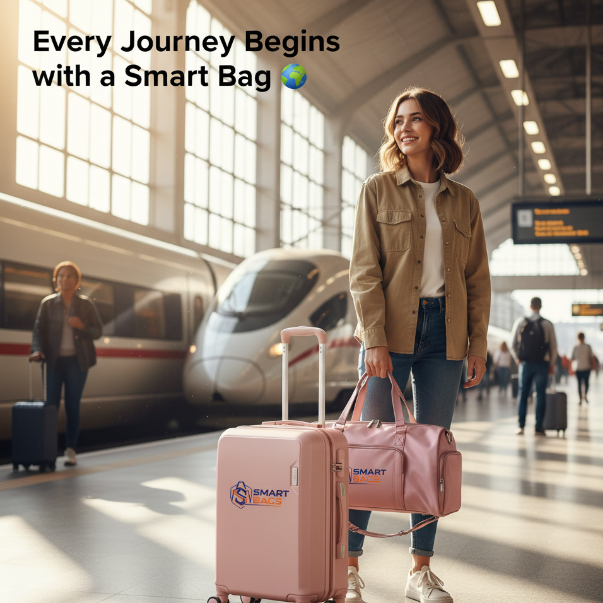 Every Journey Begins
with a Smart Bag 🌍
SMART
BAGS
SMART
BAGS